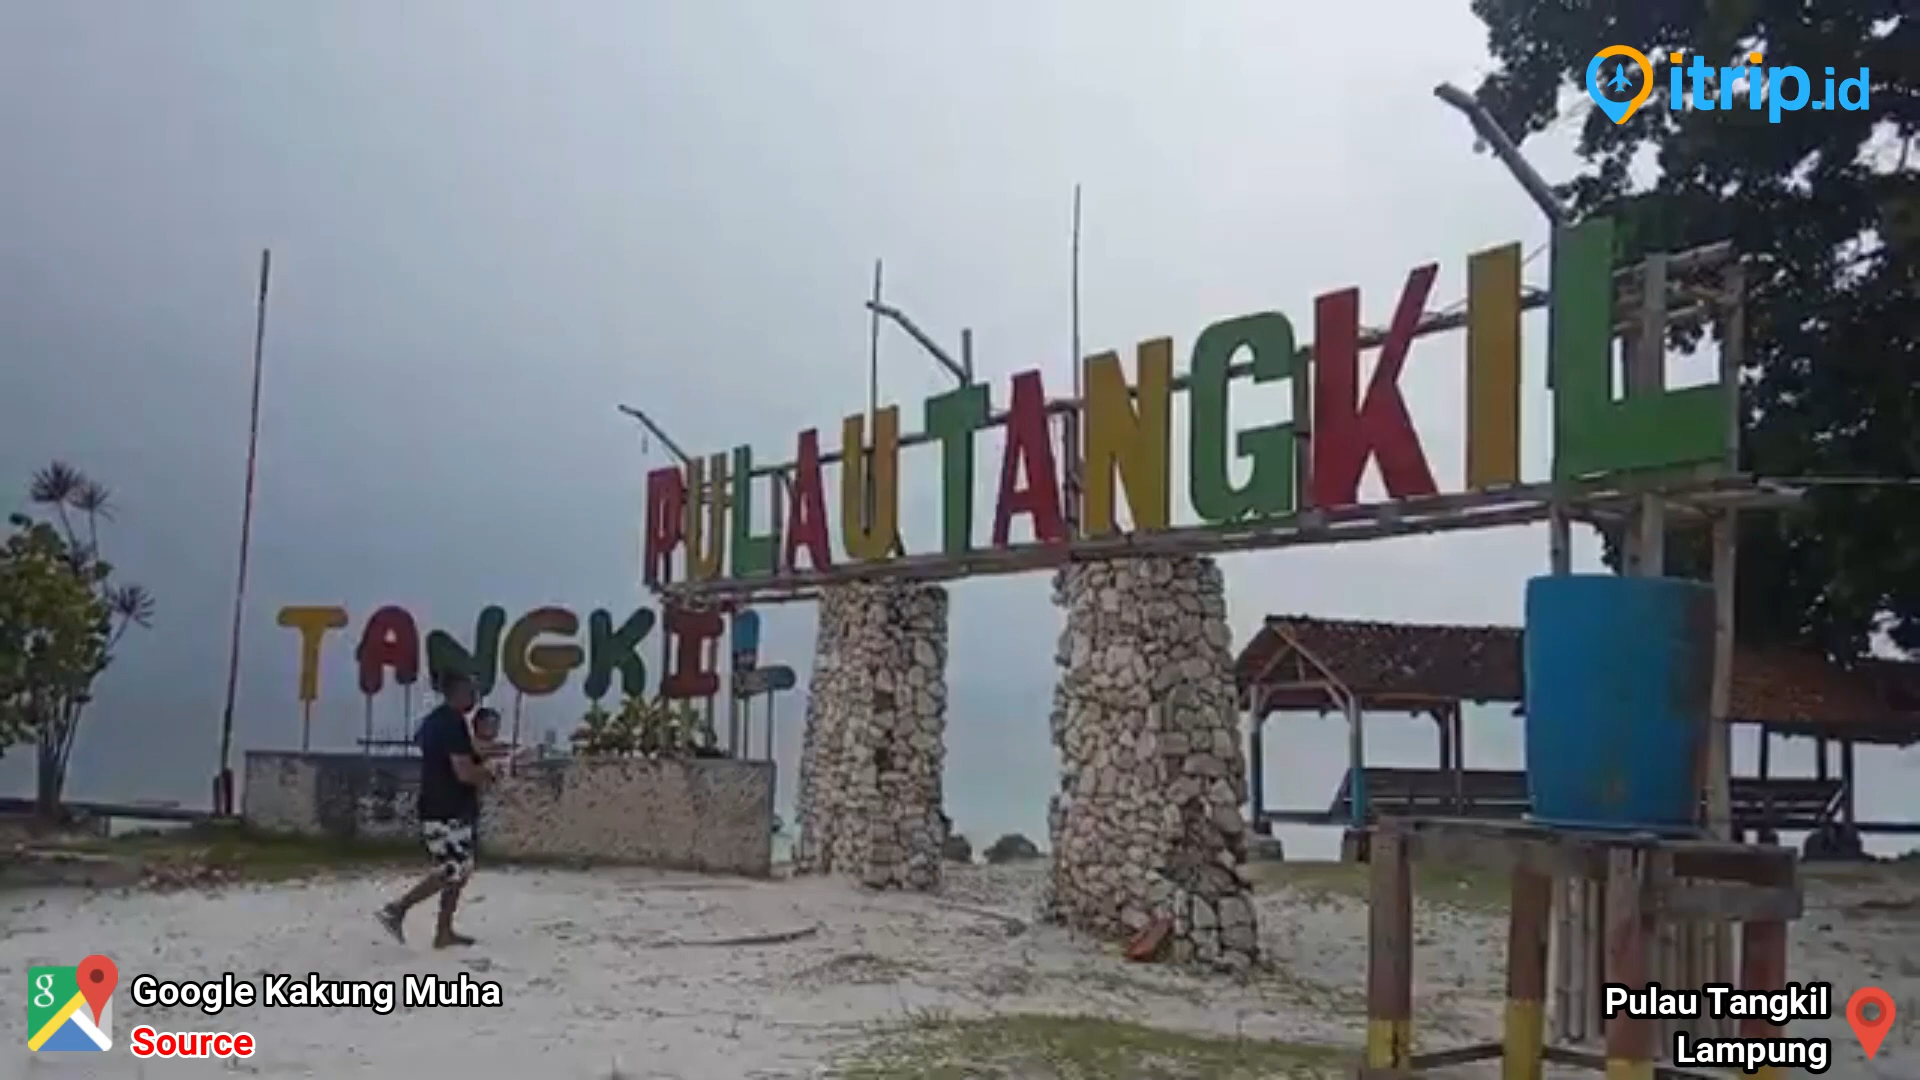 itrip.id
PULAU TANGKIL
TANGKIL
g
Google Kakung Muha
Source
Pulau Tangkil
Lampung